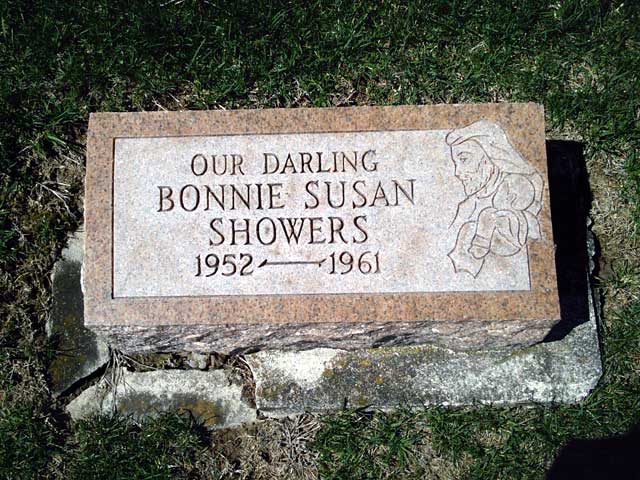 OUR DARLING
BONNIE SUSAN
SHOWERS
1952 — 1961